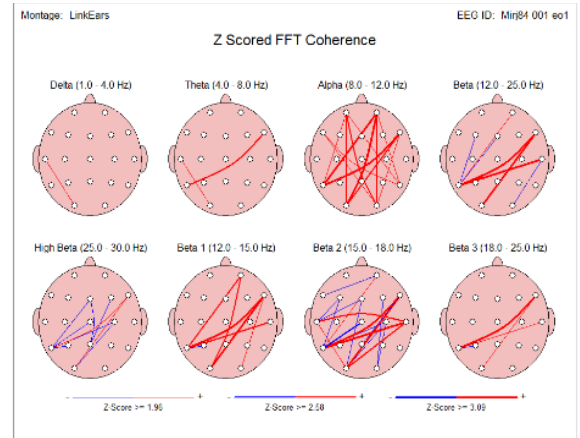 Montage: LinkEars EEG ID: Mirj84 001 eo1
Z Scored FFT Coherence
Delta (1.0 - 4.0 Hz) Theta (4.0 - 8.0 Hz) Alpha (8.0 - 12.0 Hz) Beta (12.0 - 25.0 Hz)
High Beta (25.0 - 30.0 Hz) Beta 1 (12.0 - 15.0 Hz) Beta 2 (15.0 - 18.0 Hz) Beta 3 (18.0 - 25.0 Hz)
- + - + - +
Z-Score >= 1.96 Z-Score >= 2.58 Z-Score >= 3.09